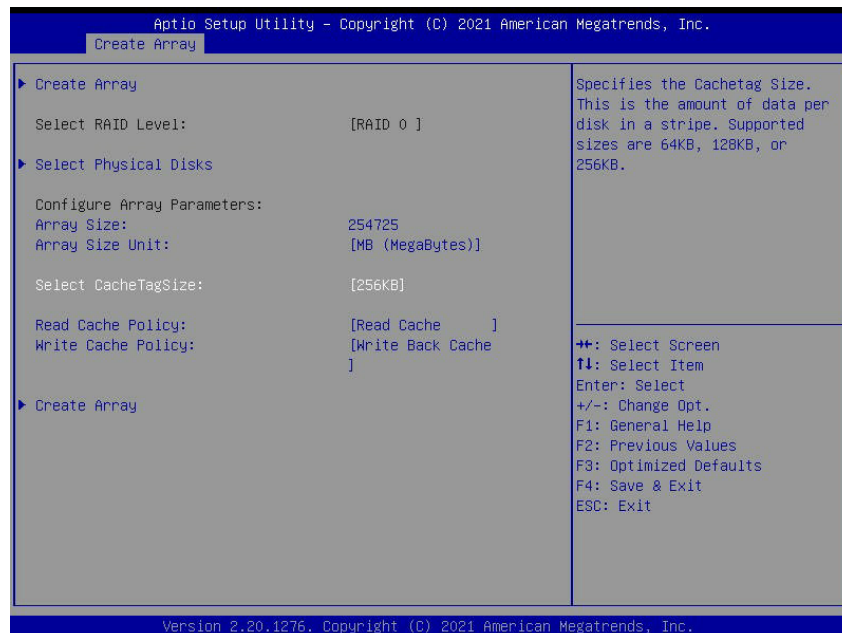 Aptio Setup Utility – Copyright (C) 2021 American Megatrends, Inc.
Create Array
▶ Create Array
Select RAID Level: [RAID 0 ]
▶ Select Physical Disks
Configure Array Parameters:
Array Size: 254725
Array Size Unit: [MB (MegaBytes)]
Select CacheTagSize: [256KB]
Read Cache Policy: [Read Cache ]
Write Cache Policy: [Write Back Cache
]
▶ Create Array
Specifies the Cachetag Size.
This is the amount of data per
disk in a stripe. Supported
sizes are 64KB, 128KB, or
256KB.
→←: Select Screen
↑↓: Select Item
Enter: Select
+/-: Change Opt.
F1: General Help
F2: Previous Values
F3: Optimized Defaults
F4: Save & Exit
ESC: Exit
Version 2.20.1276. Copyright (C) 2021 American Megatrends, Inc.